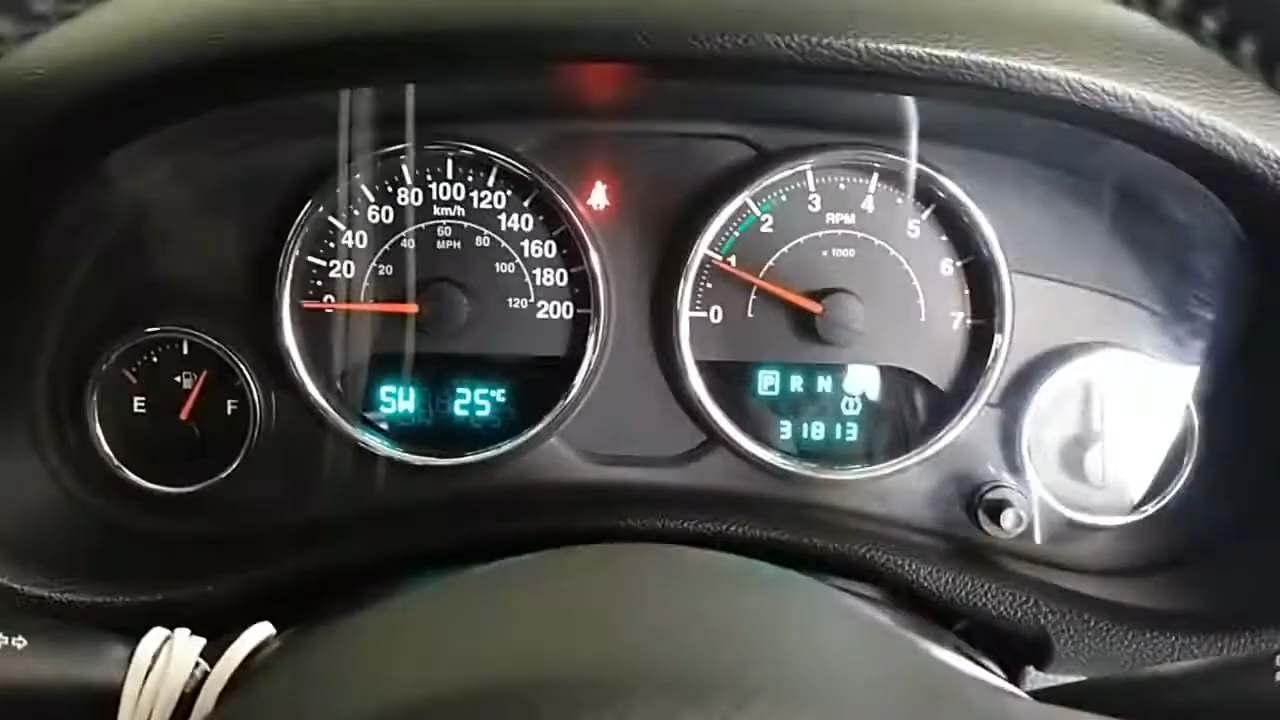 0 20 40 60 80 100 120 140 160 180 200
km/h
20 40 60 80 100 120
MPH
SW 25°C
0 1 2 3 4 5 6 7
RPM
x 1000
P R N
31813
E F